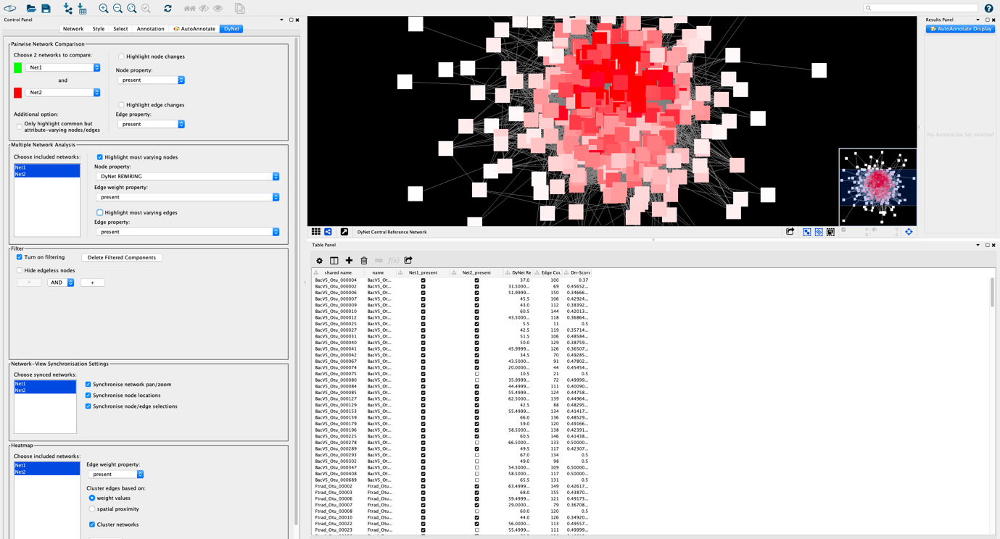 Control Panel
Network Style Select Annotation AutoAnnotate DyNet
Pairwise Network Comparison
Choose 2 networks to compare:
Net1
and
Net2
Additional option:
Only highlight common but
attribute-varying nodes/edges
Highlight node changes
Node property:
present
Highlight edge changes
Edge property:
present
Multiple Network Analysis
Choose included networks:
Net1
Net2
Highlight most varying nodes
Node property:
DyNet REWIRING
Edge weight property:
present
Highlight most varying edges
Edge property:
present
Filter
Turn on filtering Delete Filtered Components
Hide edgeless nodes
^ AND +
Network-View Synchronisation Settings
Choose synced networks:
Net1
Net2
Synchronise network pan/zoom
Synchronise node locations
Synchronise node/edge selections
Heatmap
Choose included networks:
Net1
Net2
Edge weight property:
present
Cluster edges based on:
weight values
spatial proximity
Cluster networks
DyNet Central Reference Network
0 0
0 0
Results Panel
AutoAnnotate Display
No Annotation Set selected
Table Panel
f(x)
shared name name Net1_present Net2_present DyNet Re Edge Cou Dn-Score
BacV5_Otu_000004 BacV5_Ot... 37.0 100 0.37
BacV5_Otu_000002 BacV5_Ot... 31.5000... 69 0.45652...
BacV5_Otu_000006 BacV5_Ot... 51.9999... 150 0.34666...
BacV5_Otu_000007 BacV5_Ot... 45.5 106 0.42924...
BacV5_Otu_000009 BacV5_Ot... 43.0 112 0.38392...
BacV5_Otu_000010 BacV5_Ot... 60.5 144 0.42013...
BacV5_Otu_000012 BacV5_Ot... 43.5000... 118 0.36864...
BacV5_Otu_000025 BacV5_Ot... 5.5 11 0.5
BacV5_Otu_000027 BacV5_Ot... 42.5 119 0.35714...
BacV5_Otu_000031 BacV5_Ot... 51.5 106 0.48584...
BacV5_Otu_000040 BacV5_Ot... 50.0 129 0.38759...
BacV5_Otu_000041 BacV5_Ot... 45.9999... 126 0.36507...
BacV5_Otu_000042 BacV5_Ot... 34.5 70 0.49285...
BacV5_Otu_000067 BacV5_Ot... 43.5000... 91 0.47802...
BacV5_Otu_000074 BacV5_Ot... 20.0000... 44 0.45454...
BacV5_Otu_000075 BacV5_Ot... 10.5 21 0.5
BacV5_Otu_000080 BacV5_Ot... 35.9999... 72 0.49999...
BacV5_Otu_000084 BacV5_Ot... 44.4999... 111 0.40090...
BacV5_Otu_000085 BacV5_Ot... 55.4999... 124 0.44758...
BacV5_Otu_000127 BacV5_Ot... 62.5000... 139 0.44964...
BacV5_Otu_000129 BacV5_Ot... 42.5 88 0.48295...
BacV5_Otu_000153 BacV5_Ot... 55.4999... 134 0.41417...
BacV5_Otu_000159 BacV5_Ot... 66.0 136 0.48529...
BacV5_Otu_000179 BacV5_Ot... 59.0 120 0.49166...
BacV5_Otu_000196 BacV5_Ot... 58.5000... 138 0.42391...
BacV5_Otu_000225 BacV5_Ot... 60.5 146 0.41438...
BacV5_Otu_000278 BacV5_Ot... 66.5000... 133 0.50000...
BacV5_Otu_000289 BacV5_Ot... 49.5 117 0.42307...
BacV5_Otu_000293 BacV5_Ot... 67.0 134 0.5
BacV5_Otu_000302 BacV5_Ot... 49.0 98 0.5
BacV5_Otu_000347 BacV5_Ot... 54.5000... 109 0.50000...
BacV5_Otu_000408 BacV5_Ot... 58.5000... 117 0.50000...
BacV5_Otu_000689 BacV5_Ot... 65.5 131 0.5
Ftrad_Otu_00002 Ftrad_Otu... 63.4999... 149 0.42617...
Ftrad_Otu_00003 Ftrad_Otu... 68.0 155 0.43870...
Ftrad_Otu_00006 Ftrad_Otu... 59.4999... 121 0.49173...
Ftrad_Otu_00007 Ftrad_Otu... 29.0000... 79 0.36708...
Ftrad_Otu_00008 Ftrad_Otu... 60.0 120 0.5
Ftrad_Otu_00010 Ftrad_Otu... 44.0 126 0.34920...
Ftrad_Otu_00022 Ftrad_Otu... 56.0000... 113 0.49557...
Ftrad_Otu_00023 Ftrad_Otu... 55.4999... 111 0.49999...